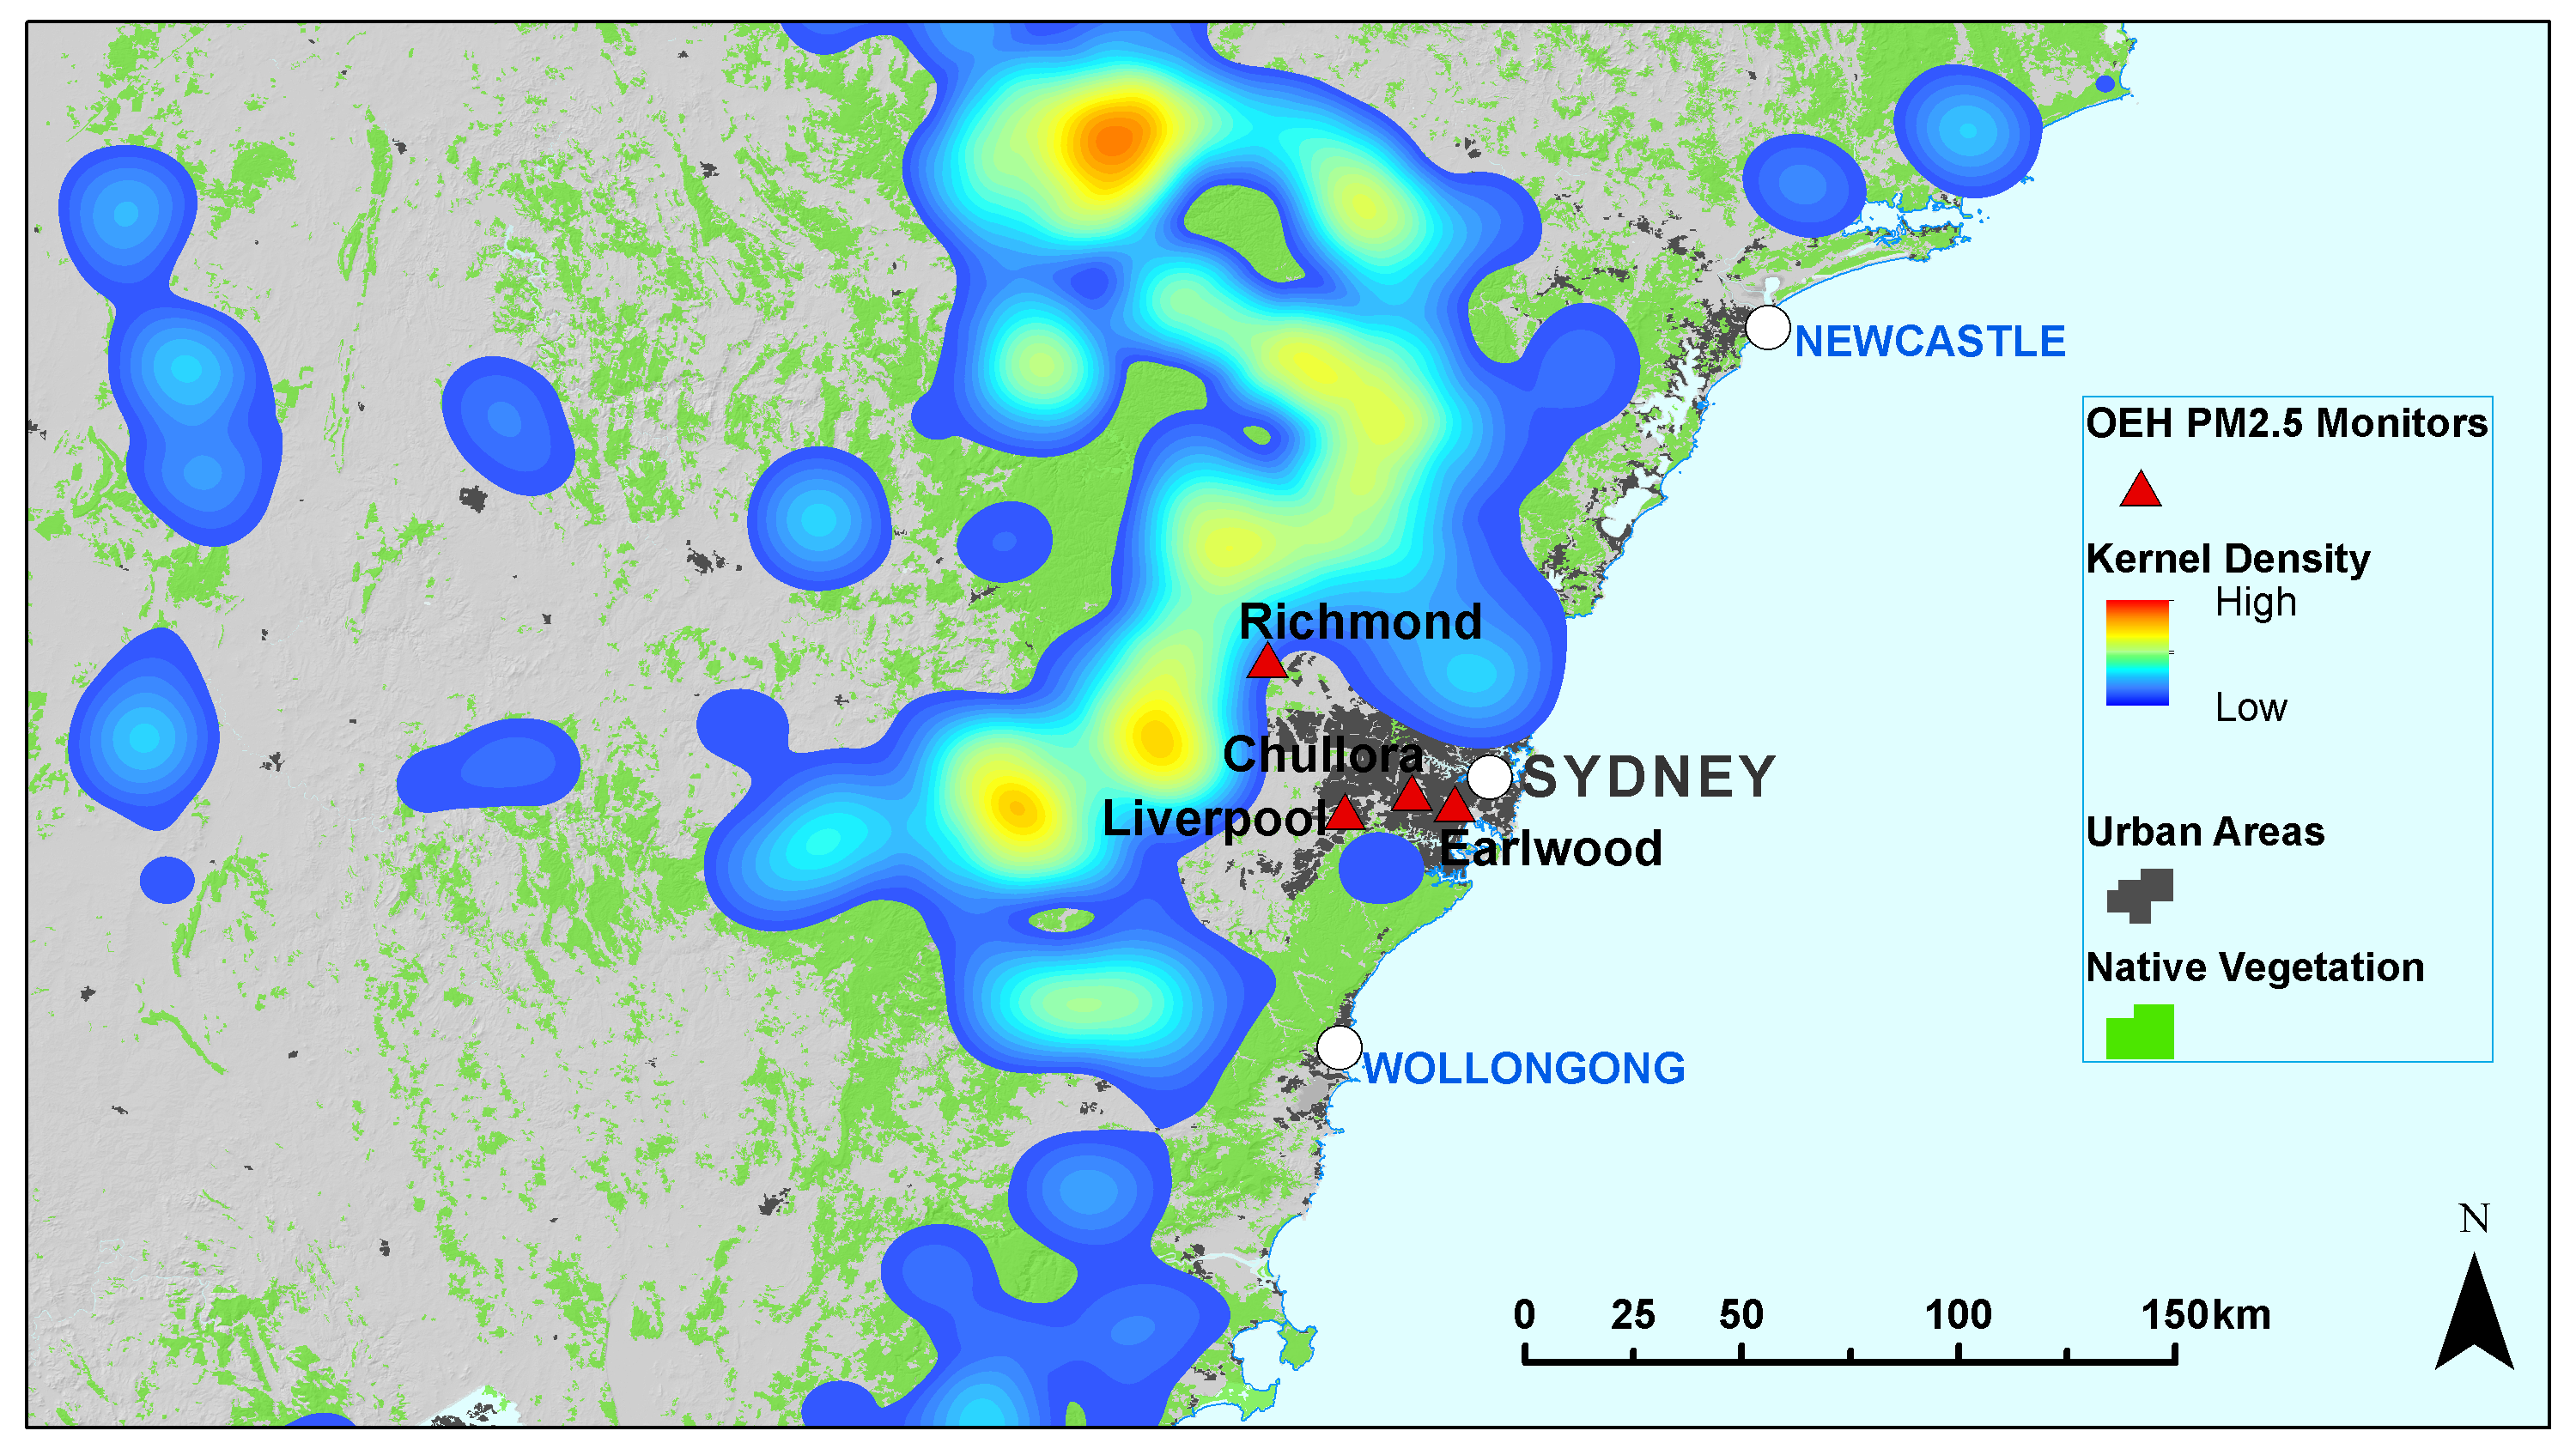 NEWCASTLE
OEH PM2.5 Monitors
Kernel Density
High
Low
Richmond
Chullora
SYDNEY
Liverpool
Earlwood
Urban Areas
Native Vegetation
WOLLONGONG
N
0 25 50 100 150km